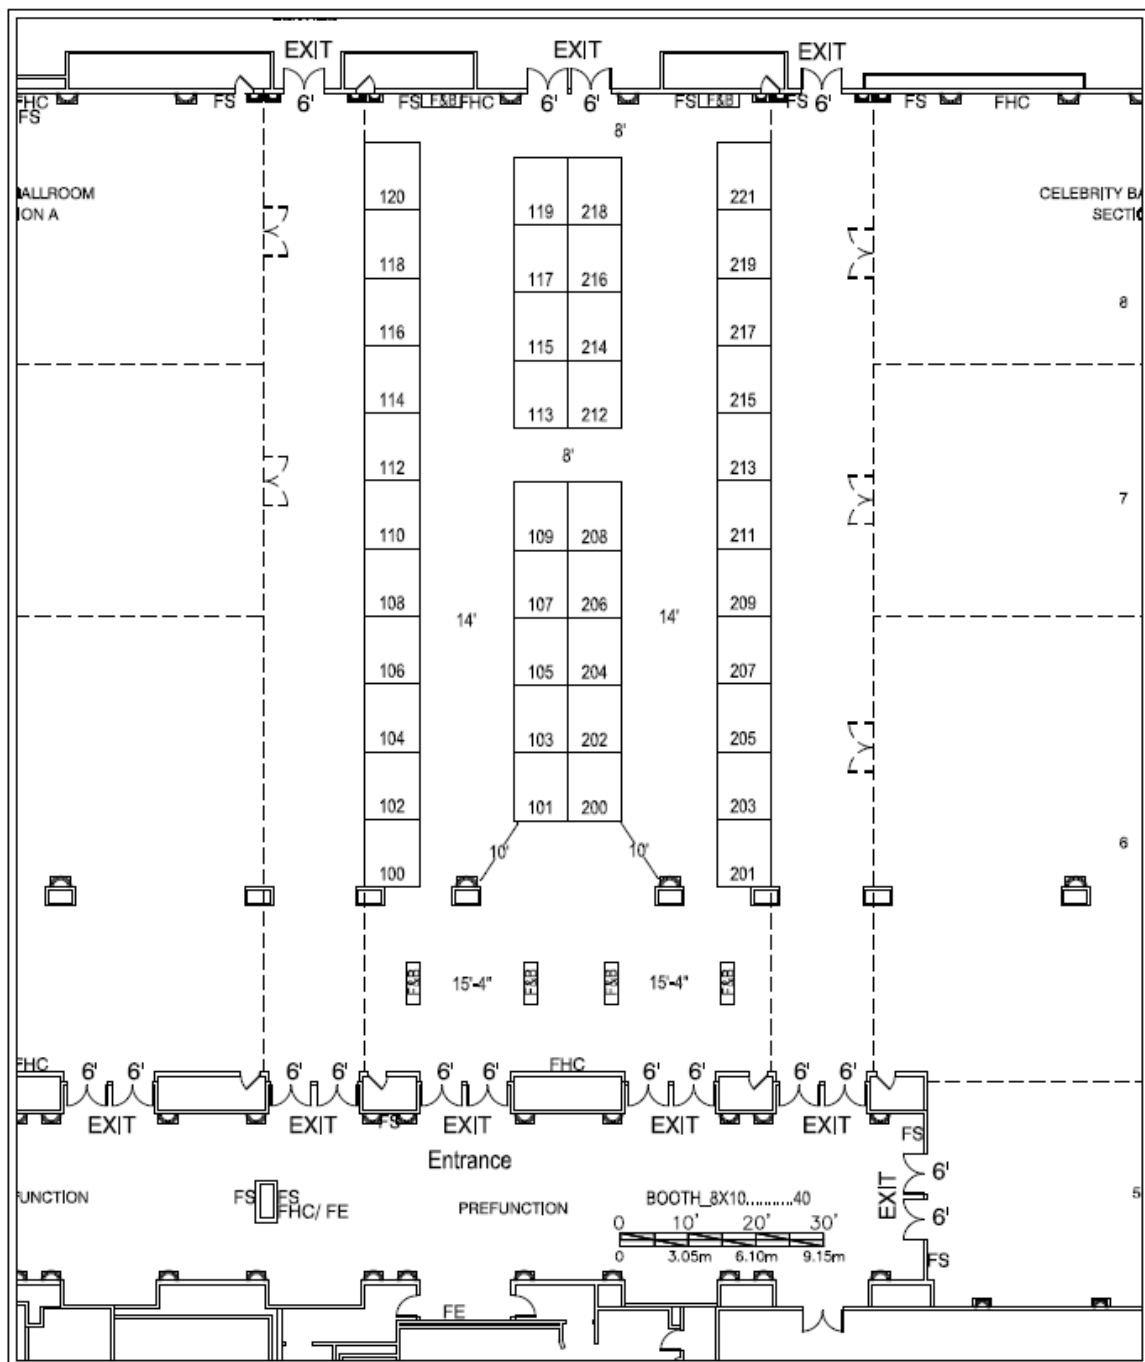 EXIT
EXIT
EXIT
FHC
FS
6'
FS
F&B
FHC
6'
6'
FS
F&B
FS
6'
FS
FHC
FS
8'
ALLROOM
ION A
CELEBRITY BA
120
119
218
221
118
117
216
219
8
116
115
214
217
114
113
212
215
8'
112
213
7
110
109
208
211
108
107
206
209
14'
14'
106
105
204
207
104
103
202
205
102
101
200
203
6
10'
10'
100
201
F&B
15'-4"
F&B
F&B
15'-4"
F&B
FHC
6'
6'
6'
6'
6'
6'
FHC
6'
6'
6'
6'
EXIT
EXIT
FS
EXIT
EXIT
EXIT
FS
Entrance
6'
UNCTION
FS
FS
FHC/ FE
PREFUNCTION
BOOTH_8X10...........40
EXIT
5
0
10'
20'
30'
6'
0
3.05m
6.10m
9.15m
FS
FE